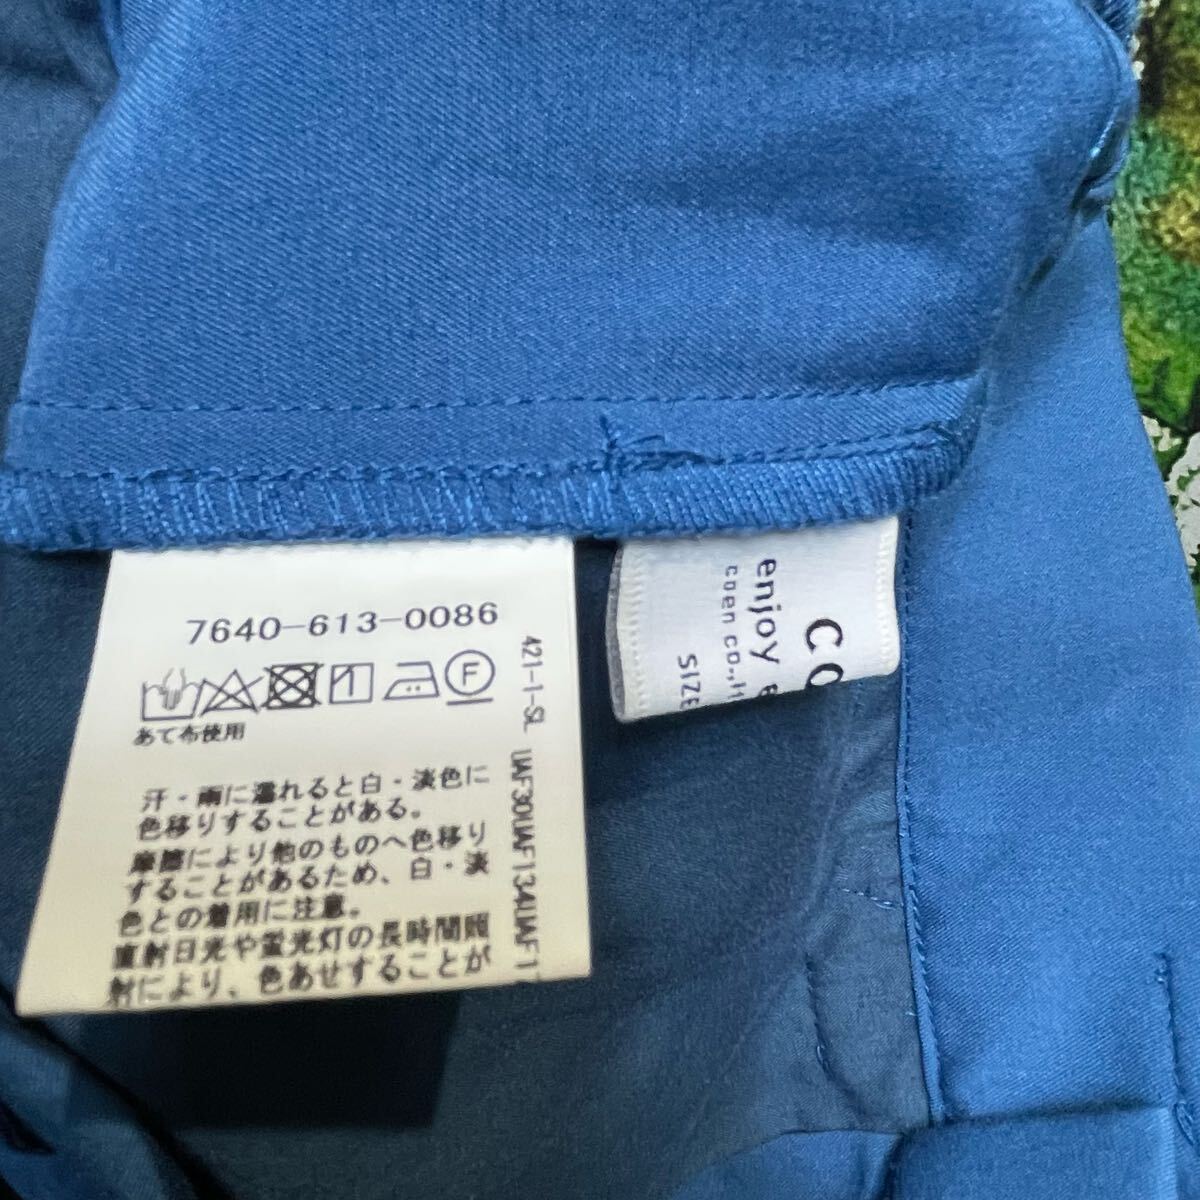 7640-613-0086
F
あて布使用
汗・雨に濡れると白・淡色に
色移りすることがある。
摩擦により他のものへ色移り
することがあるため、白・淡
色との着用に注意。
直射日光や蛍光灯の長時間照
射により、色あせすることが
421-1-SL UAF30UAF134UAF1
enjoy
coen co.,
SIZE